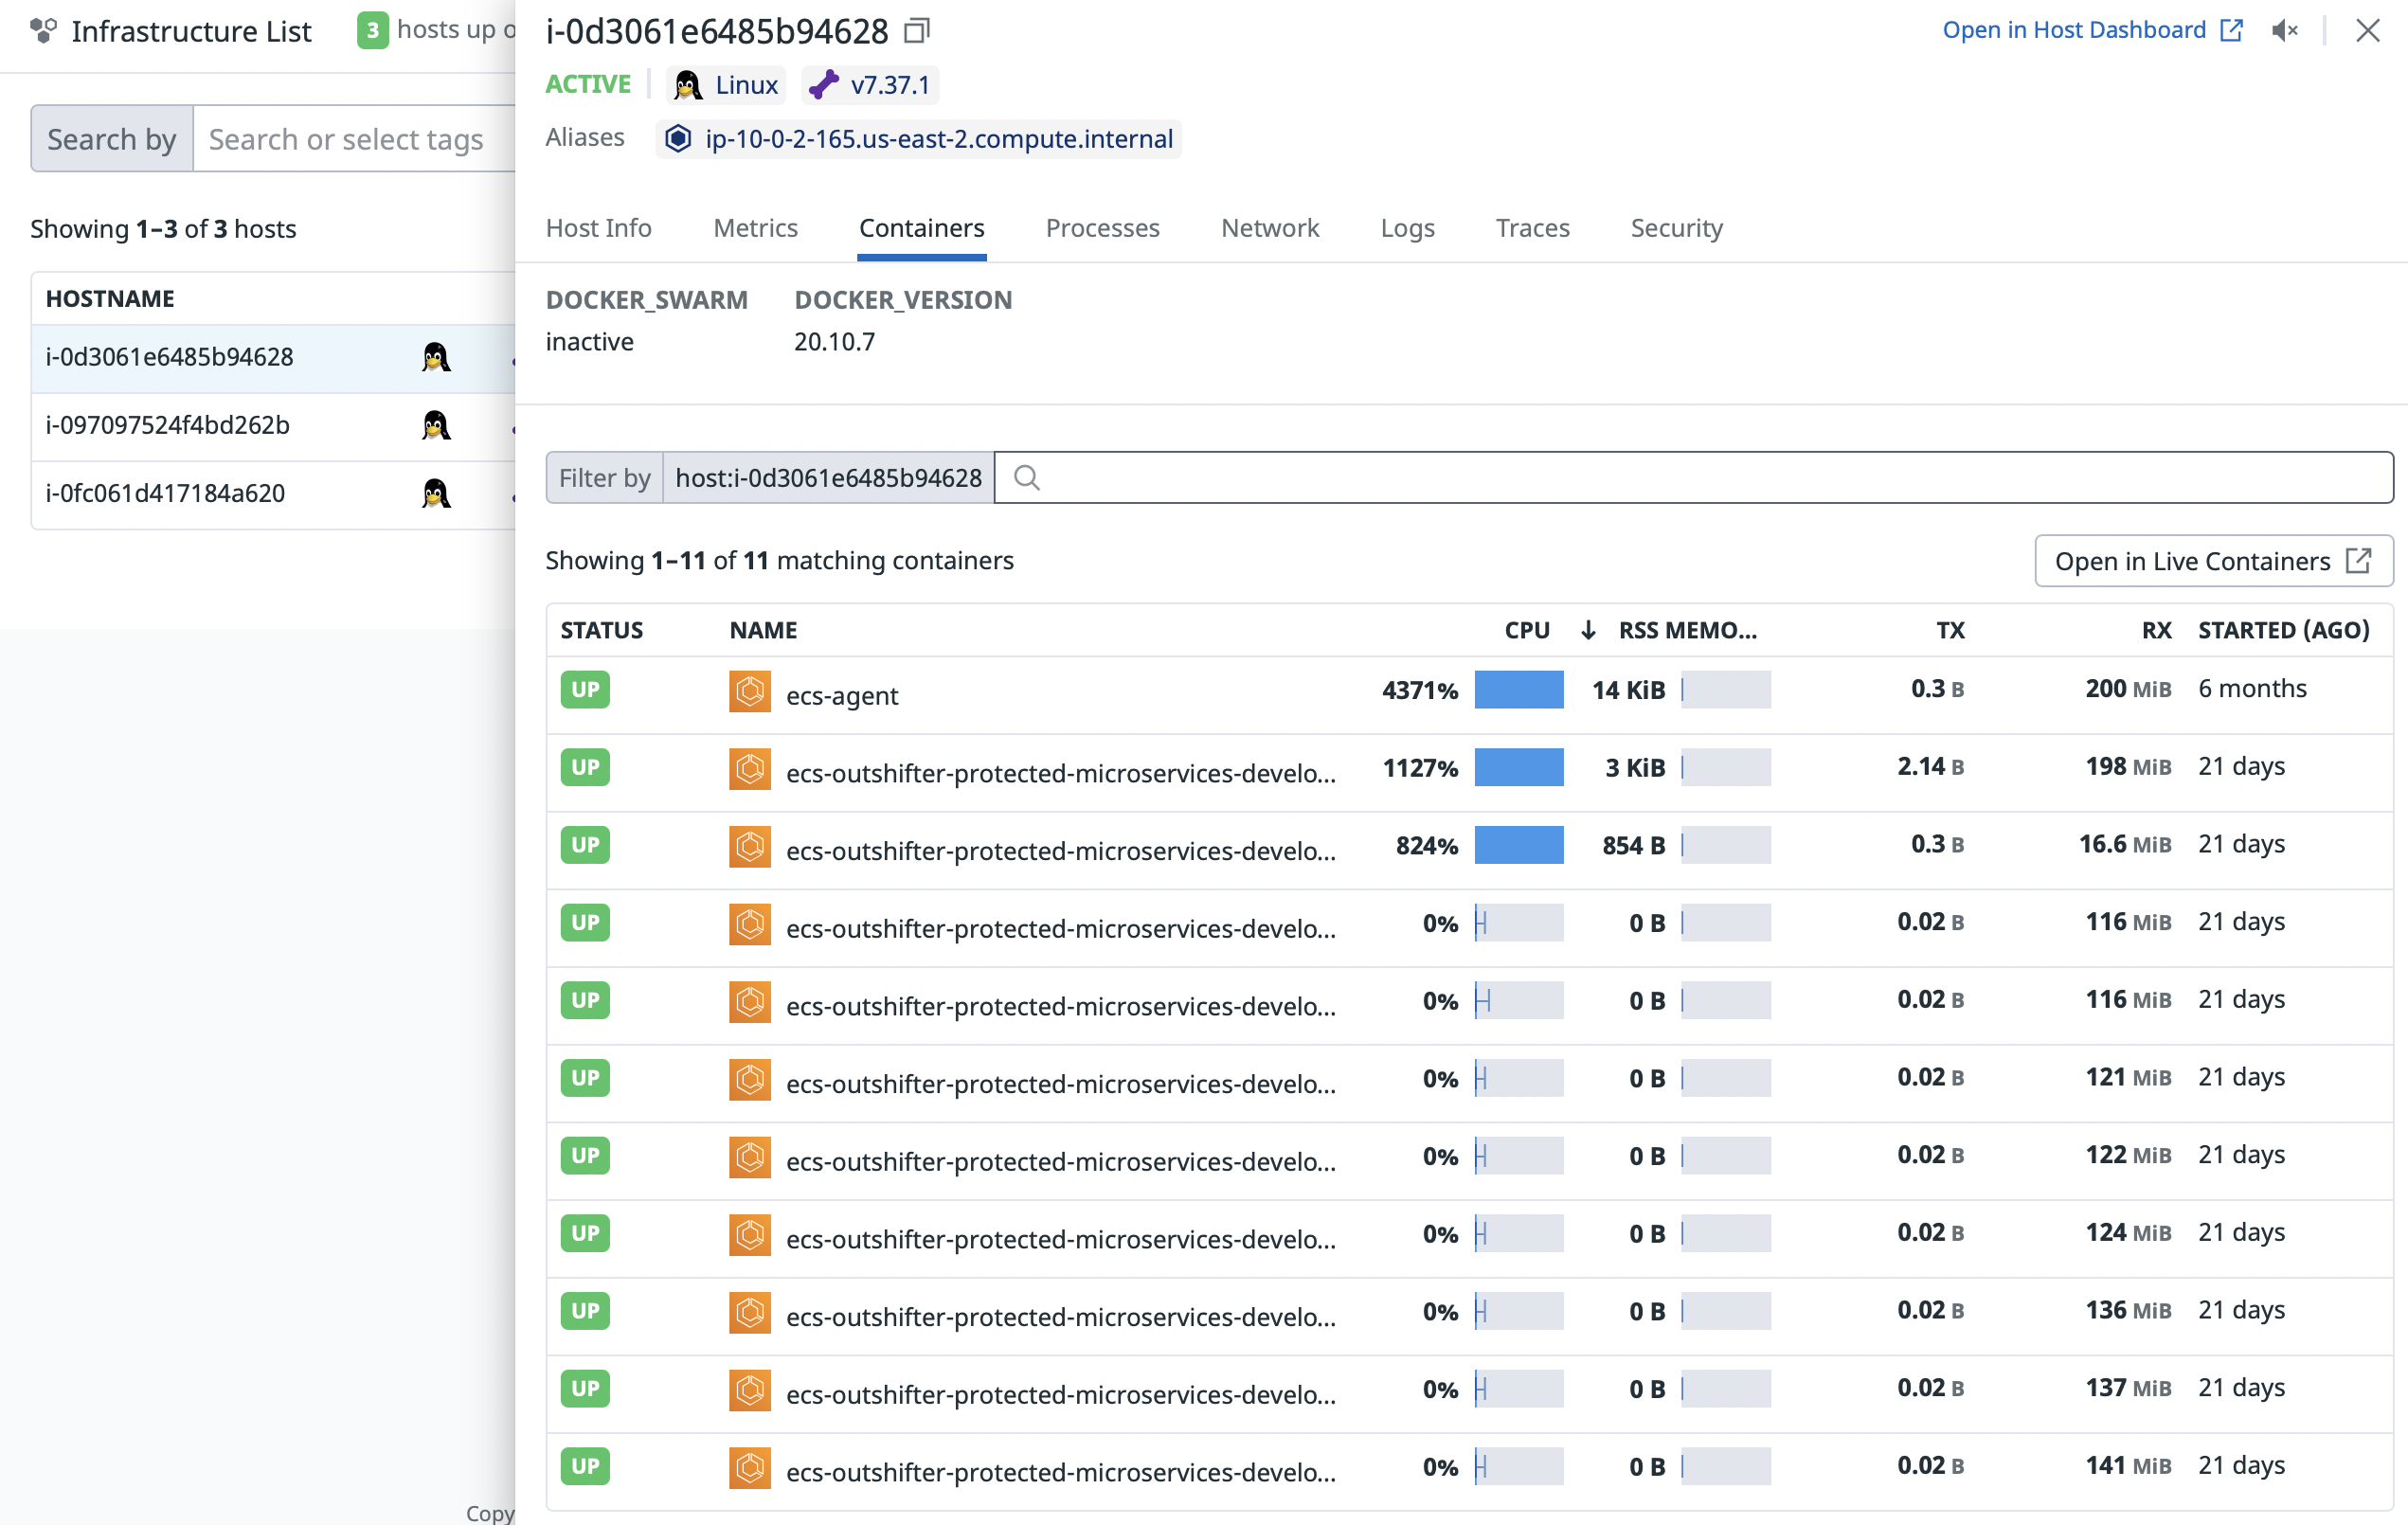 Infrastructure List 3 hosts up o
Search by Search or select tags
Showing 1–3 of 3 hosts
HOSTNAME
i-0d3061e6485b94628
i-097097524f4bd262b
i-0fc061d417184a620
Copy
i-0d3061e6485b94628 Open in Host Dashboard
ACTIVE Linux v7.37.1
Aliases ip-10-0-2-165.us-east-2.compute.internal
Host Info Metrics Containers Processes Network Logs Traces Security
DOCKER_SWARM DOCKER_VERSION
inactive 20.10.7
Filter by host:i-0d3061e6485b94628
Showing 1–11 of 11 matching containers Open in Live Containers
STATUS NAME CPU ↓ RSS MEMO... TX RX STARTED (AGO)
UP ecs-agent 4371% 14 KiB 0.3 B 200 MiB 6 months
UP ecs-outshifter-protected-microservices-develo... 1127% 3 KiB 2.14 B 198 MiB 21 days
UP ecs-outshifter-protected-microservices-develo... 824% 854 B 0.3 B 16.6 MiB 21 days
UP ecs-outshifter-protected-microservices-develo... 0% 0 B 0.02 B 116 MiB 21 days
UP ecs-outshifter-protected-microservices-develo... 0% 0 B 0.02 B 116 MiB 21 days
UP ecs-outshifter-protected-microservices-develo... 0% 0 B 0.02 B 121 MiB 21 days
UP ecs-outshifter-protected-microservices-develo... 0% 0 B 0.02 B 122 MiB 21 days
UP ecs-outshifter-protected-microservices-develo... 0% 0 B 0.02 B 124 MiB 21 days
UP ecs-outshifter-protected-microservices-develo... 0% 0 B 0.02 B 136 MiB 21 days
UP ecs-outshifter-protected-microservices-develo... 0% 0 B 0.02 B 137 MiB 21 days
UP ecs-outshifter-protected-microservices-develo... 0% 0 B 0.02 B 141 MiB 21 days